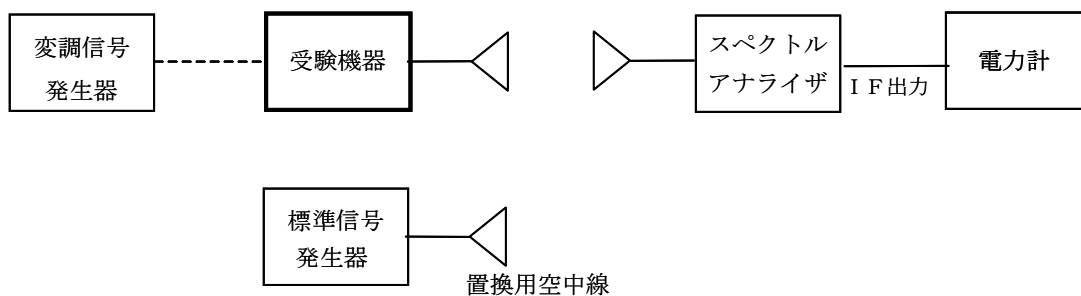 変調信号
発生器
受験機器
スペクトル
アナライザ
ＩＦ出力
電力計
標準信号
発生器
置換用空中線